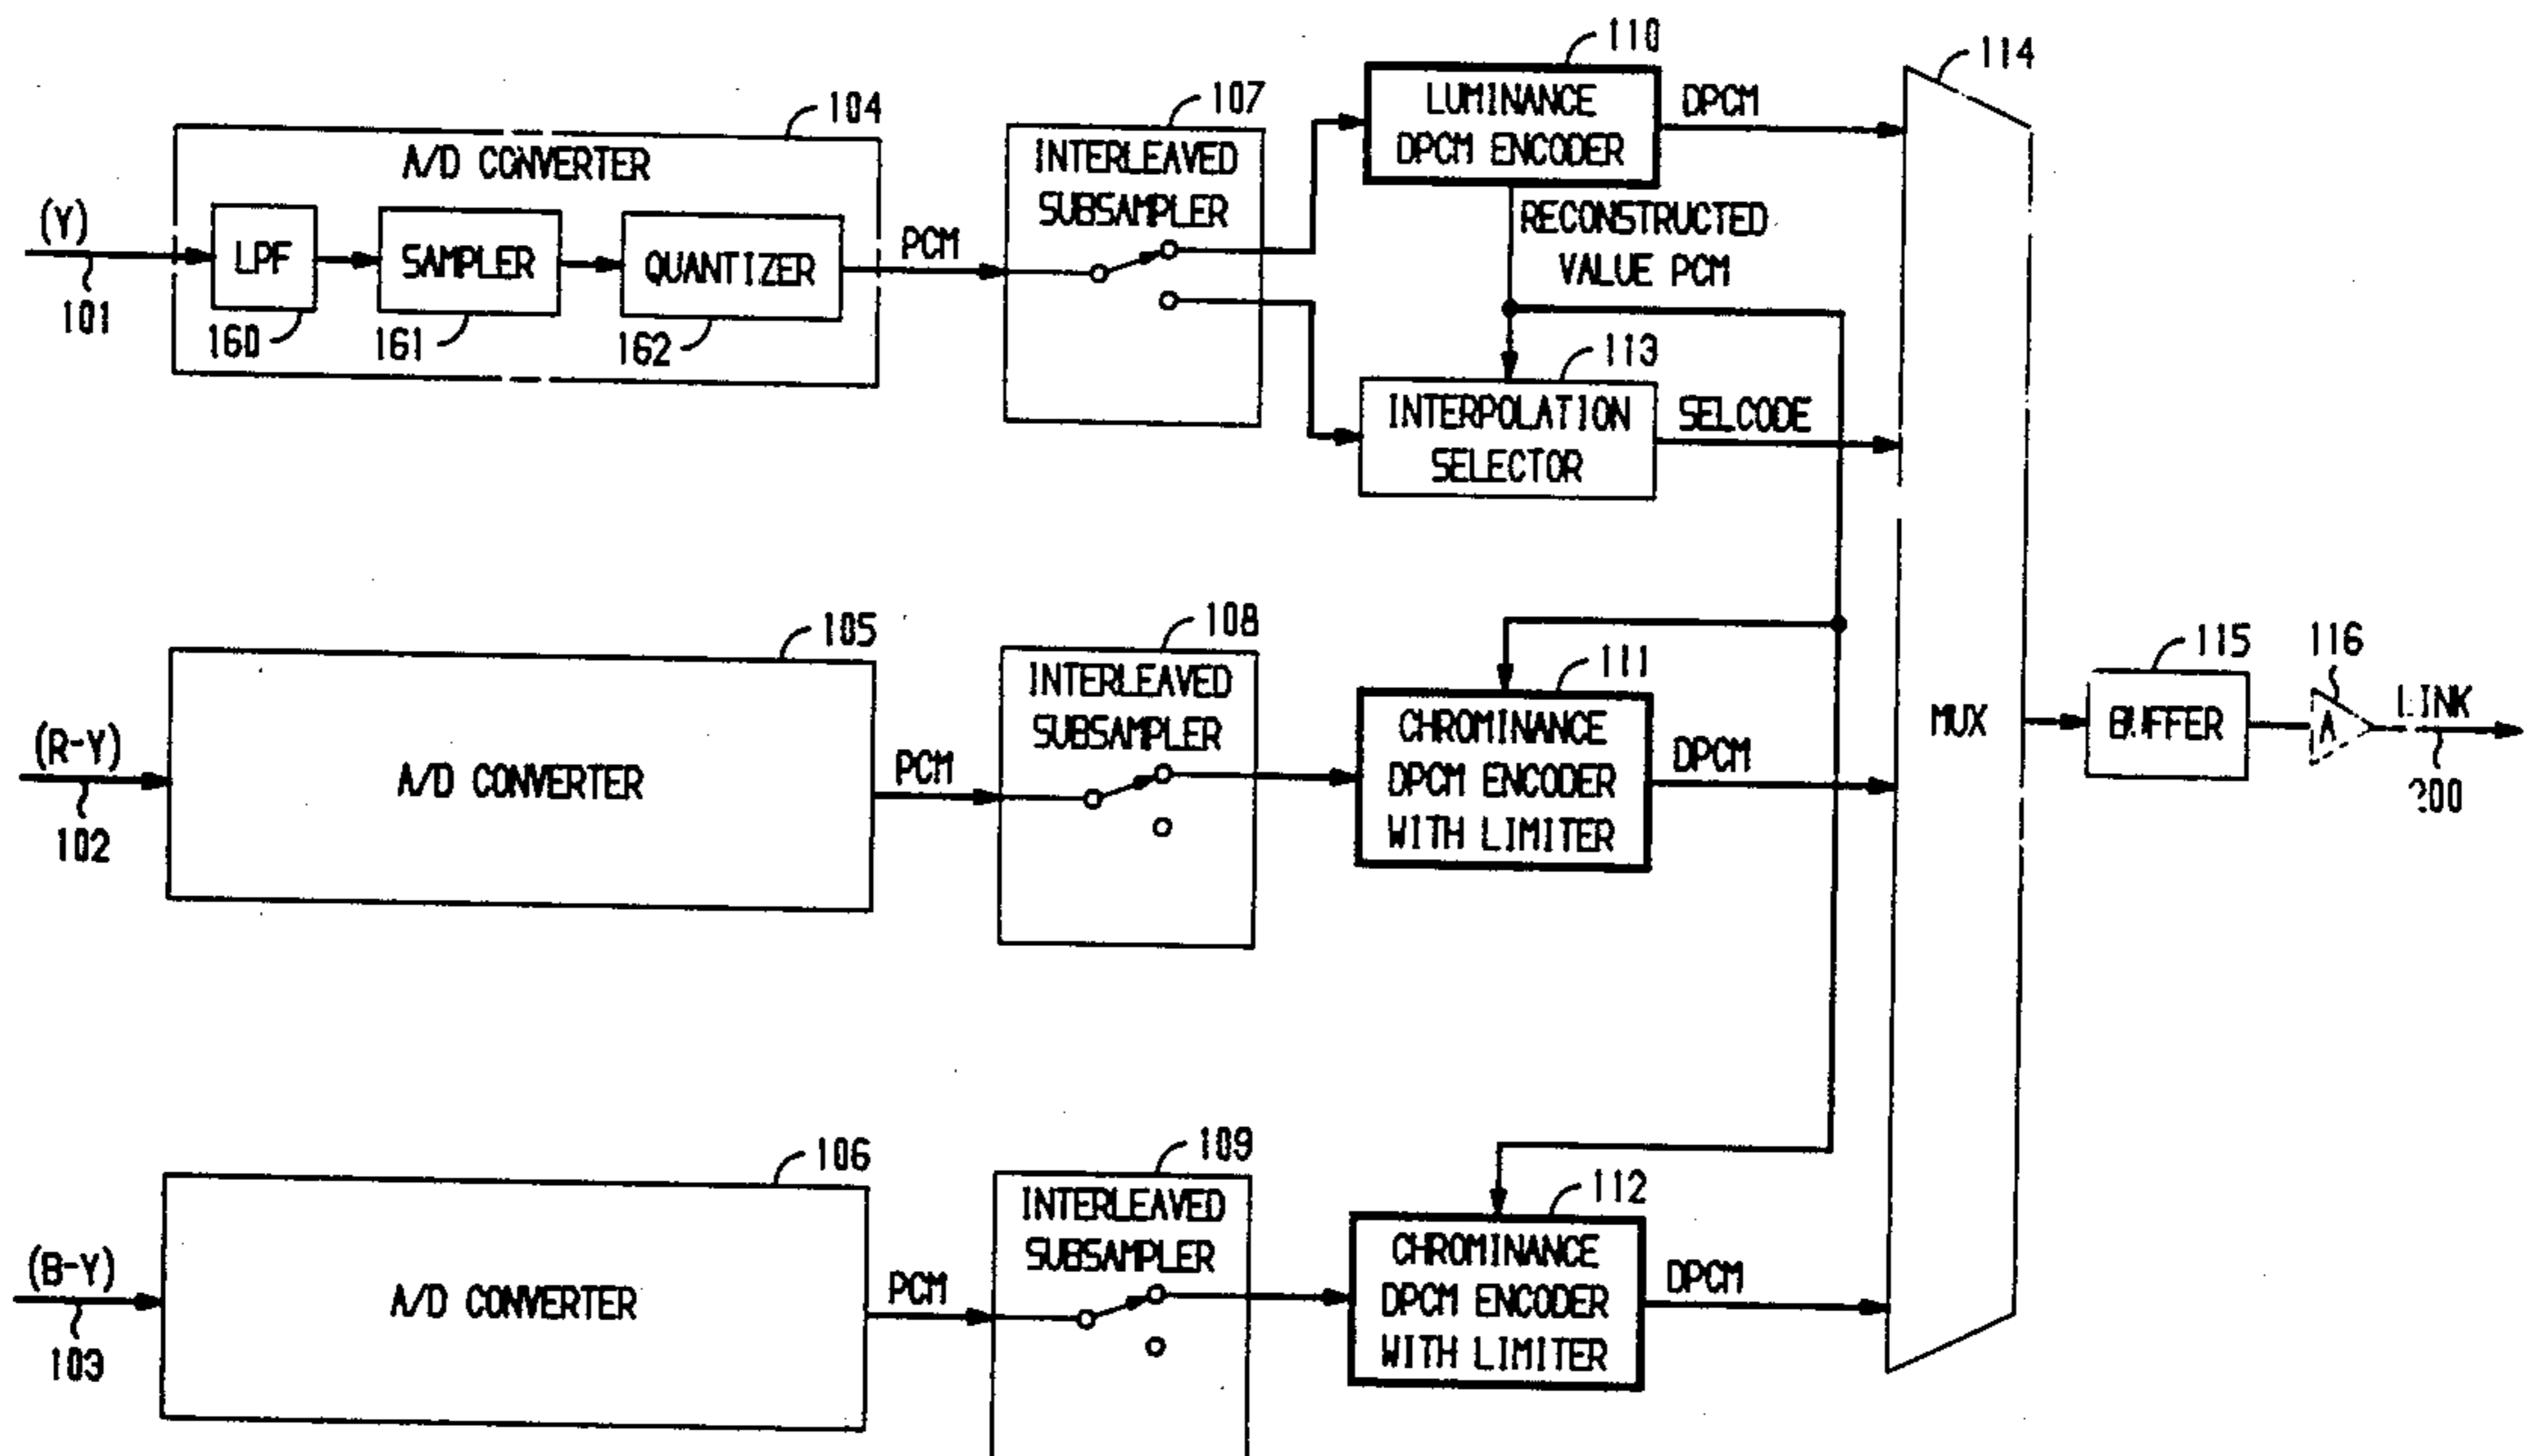 110
114
104
107
LUMINANCE
DPCM ENCODER
DPCM
A/D CONVERTER
INTERLEAVED
SUBSAMPLER
(Y)
LPF
SAMPLER
QUANTIZER
PCM
RECONSTRUCTED
VALUE PCM
101
160
161
162
113
INTERPOLATION
SELECTOR
SELCODE
105
108
111
115
116
INTERLEAVED
SUBSAMPLER
CHROMINANCE
DPCM ENCODER
WITH LIMITER
MUX
BUFFER
A
LINK
(R-Y)
A/D CONVERTER
PCM
DPCM
102
200
106
109
112
INTERLEAVED
SUBSAMPLER
CHROMINANCE
DPCM ENCODER
WITH LIMITER
(B-Y)
A/D CONVERTER
PCM
DPCM
103